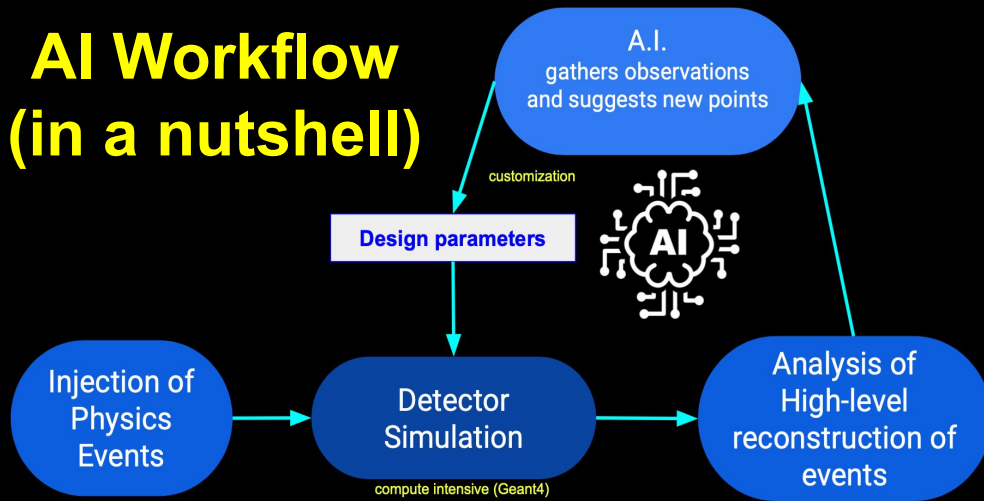 AI Workflow
(in a nutshell)
A.I.
gathers observations
and suggests new points
customization
Design parameters
AI
Injection of
Physics
Events
Detector
Simulation
compute intensive (Geant4)
Analysis of
High-level
reconstruction of
events